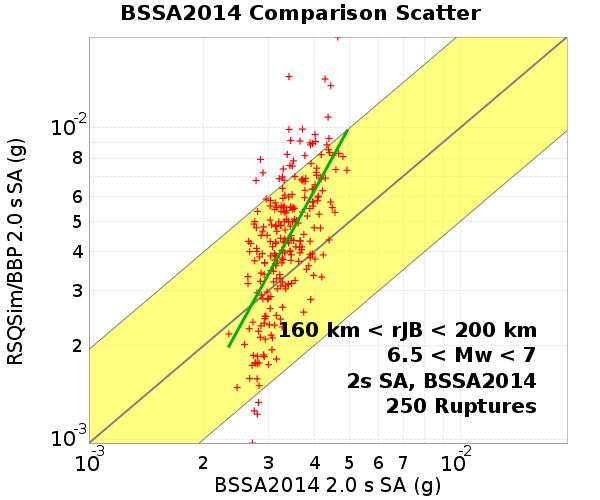 BSSA2014 Comparison Scatter
RSQSim/BBP 2.0 s SA (g)
10-2
8
6
5
4
3
2
10-3
160 km < rJB < 200 km
6.5 < Mw < 7
2s SA, BSSA2014
250 Ruptures
10-3 2 3 4 5 6 7 10-2
BSSA2014 2.0 s SA (g)